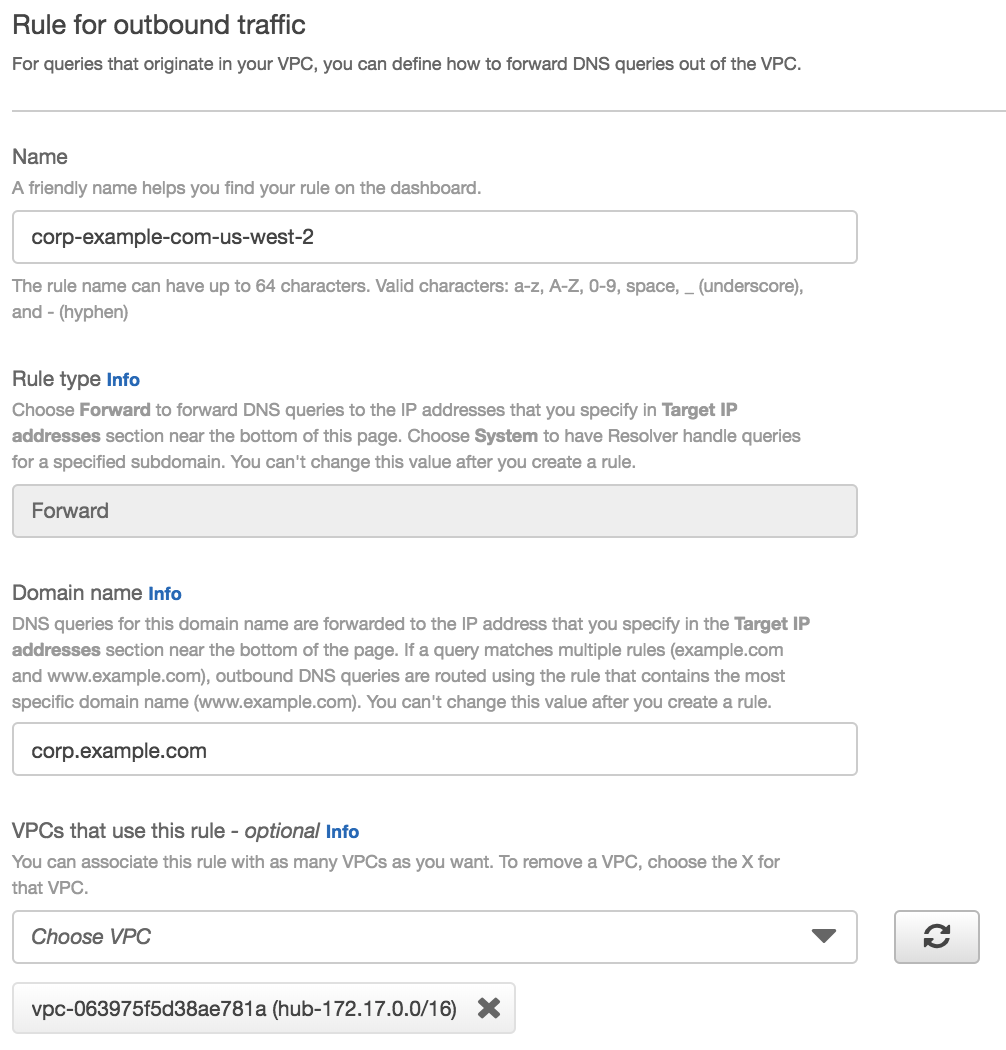 Rule for outbound traffic
For queries that originate in your VPC, you can define how to forward DNS queries out of the VPC.
Name
A friendly name helps you find your rule on the dashboard.
corp-example-com-us-west-2
The rule name can have up to 64 characters. Valid characters: a-z, A-Z, 0-9, space, _ (underscore),
and - (hyphen)
Rule type Info
Choose Forward to forward DNS queries to the IP addresses that you specify in Target IP
addresses section near the bottom of this page. Choose System to have Resolver handle queries
for a specified subdomain. You can't change this value after you create a rule.
Forward
Domain name Info
DNS queries for this domain name are forwarded to the IP address that you specify in the Target IP
addresses section near the bottom of the page. If a query matches multiple rules (example.com
and www.example.com), outbound DNS queries are routed using the rule that contains the most
specific domain name (www.example.com). You can't change this value after you create a rule.
corp.example.com
VPCs that use this rule - optional Info
You can associate this rule with as many VPCs as you want. To remove a VPC, choose the X for
that VPC.
Choose VPC
vpc-063975f5d38ae781a (hub-172.17.0.0/16)